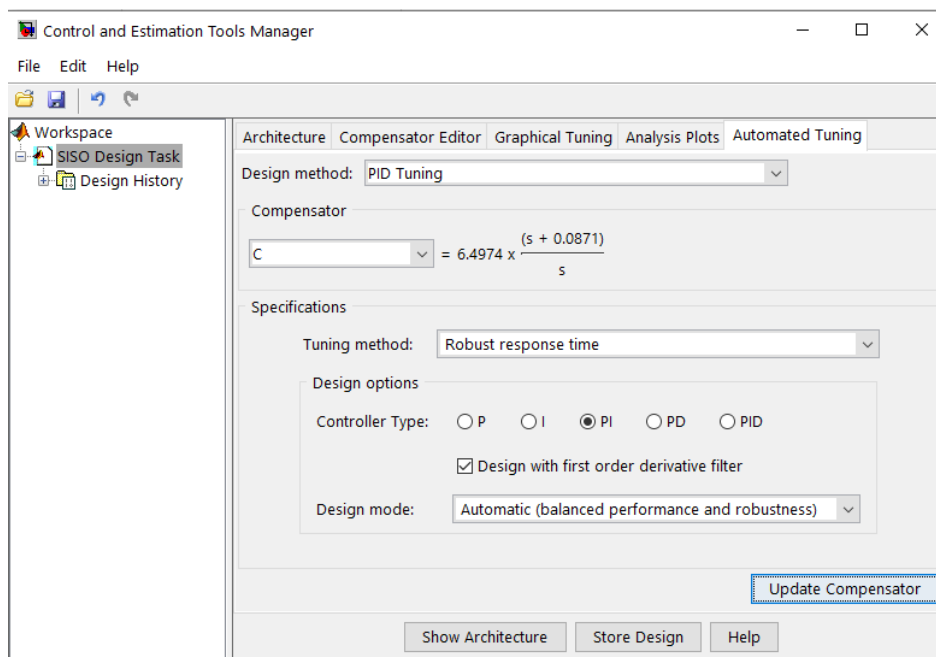 Control and Estimation Tools Manager
File Edit Help
Workspace
SISO Design Task
Design History
Architecture Compensator Editor Graphical Tuning Analysis Plots Automated Tuning
Design method: PID Tuning
Compensator
C = 6.4974 x (s + 0.0871)
s
Specifications
Tuning method: Robust response time
Design options
Controller Type: P I PI PD PID
Design with first order derivative filter
Design mode: Automatic (balanced performance and robustness)
Update Compensator
Show Architecture Store Design Help